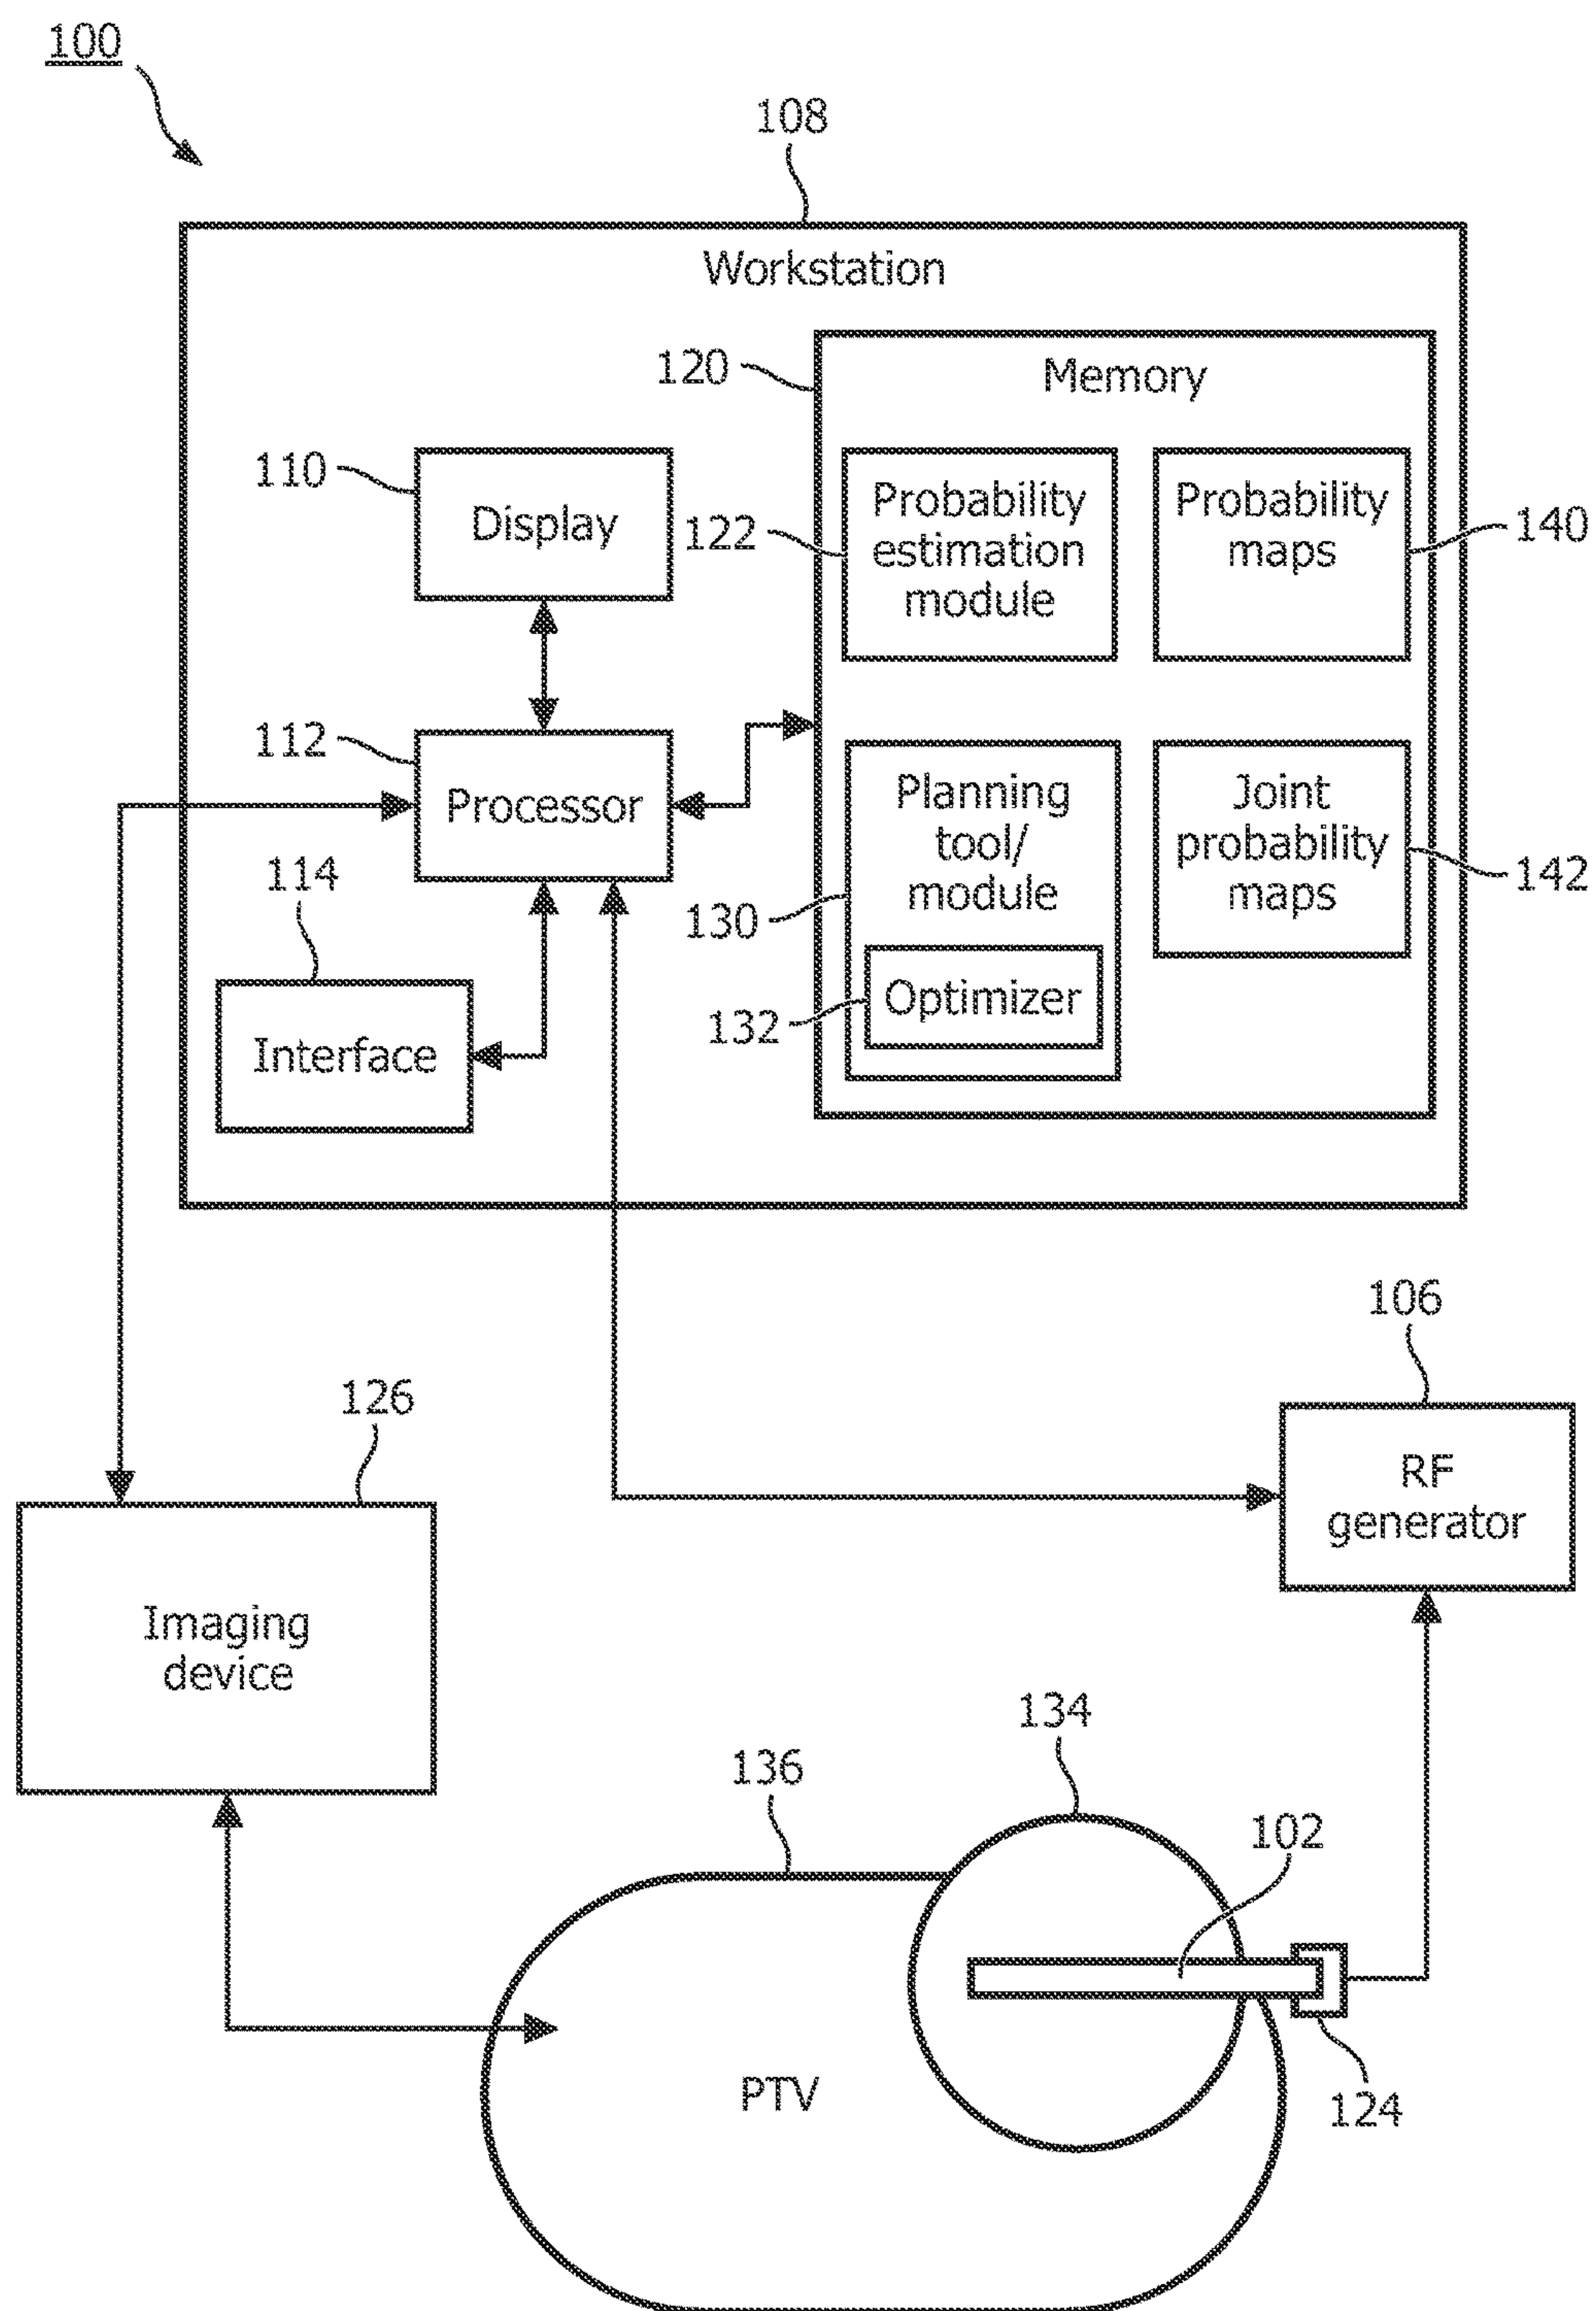 100
108
Workstation
120
Memory
110
Display
122
Probability
estimation
module
Probability
maps
140
112
Processor
130
Planning
tool/
module
Joint
probability
maps
142
114
Interface
132
Optimizer
106
RF
generator
126
Imaging
device
134
136
102
PTV
124